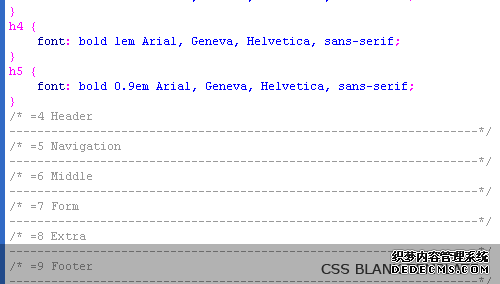 }
h4 {
font: bold 1em Arial, Geneva, Helvetica, sans-serif;
}
h5 {
font: bold 0.9em Arial, Geneva, Helvetica, sans-serif;
}
/* =4 Header
-------------------------------------------------------------------*/
/* =5 Navigation
-------------------------------------------------------------------*/
/* =6 Middle
-------------------------------------------------------------------*/
/* =7 Form
-------------------------------------------------------------------*/
/* =8 Extra
-------------------------------------------------------------------*/
/* =9 Footer
-------------------------------------------------------------------*/
CSS BLAN
织梦内容管理系统
DEDECMS.COM